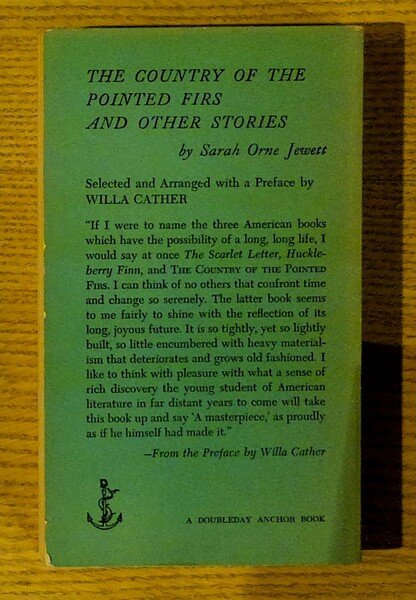 THE COUNTRY OF THE
POINTED FIRS
AND OTHER STORIES
by Sarah Orne Jewett
Selected and Arranged with a Preface by
WILLA CATHER
"If I were to name the three American books
which have the possibility of a long, long life, I
would say at once The Scarlet Letter, Huckle-
berry Finn, and THE COUNTRY OF THE POINTED
FIRS. I can think of no others that confront time
and change so serenely. The latter book seems
to me fairly to shine with the reflection of its
long, joyous future. It is so tightly, yet so lightly
built, so little encumbered with heavy material-
ism that deteriorates and grows old fashioned. I
like to think with pleasure with what a sense of
rich discovery the young student of American
literature in far distant years to come will take
this book up and say 'A masterpiece,' as proudly
as if he himself had made it."
—From the Preface by Willa Cather
D
A DOUBLEDAY ANCHOR BOOK